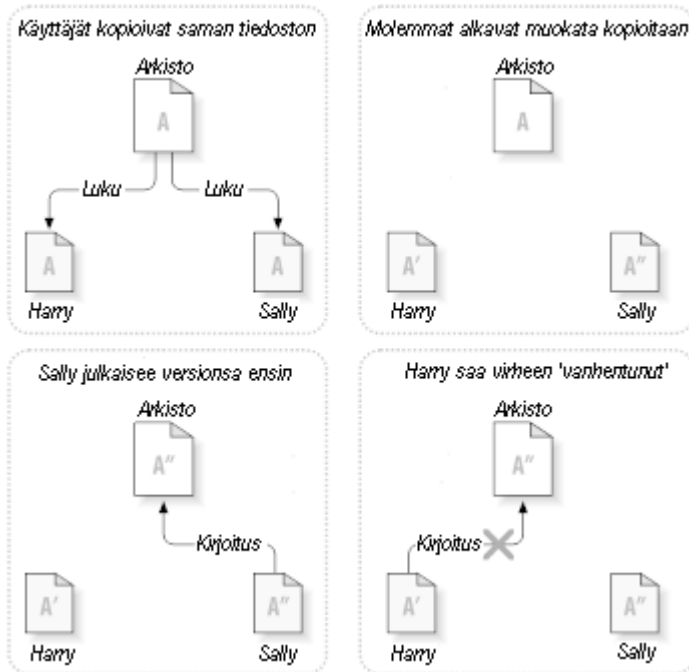 Käyttäjät kopioivat saman tiedoston
Arkisto
A
Luku
Luku
A
A
Harry
Sally
Molemmat alkavat muokata kopioitaan
Arkisto
A
A'
A"
Harry
Sally
Sally julkaisee versionsa ensin
Arkisto
A"
Kirjoitus
A'
A"
Harry
Sally
Harry saa virheen 'vanhentunut'
Arkisto
A"
Kirjoitus
A'
A"
Harry
Sally